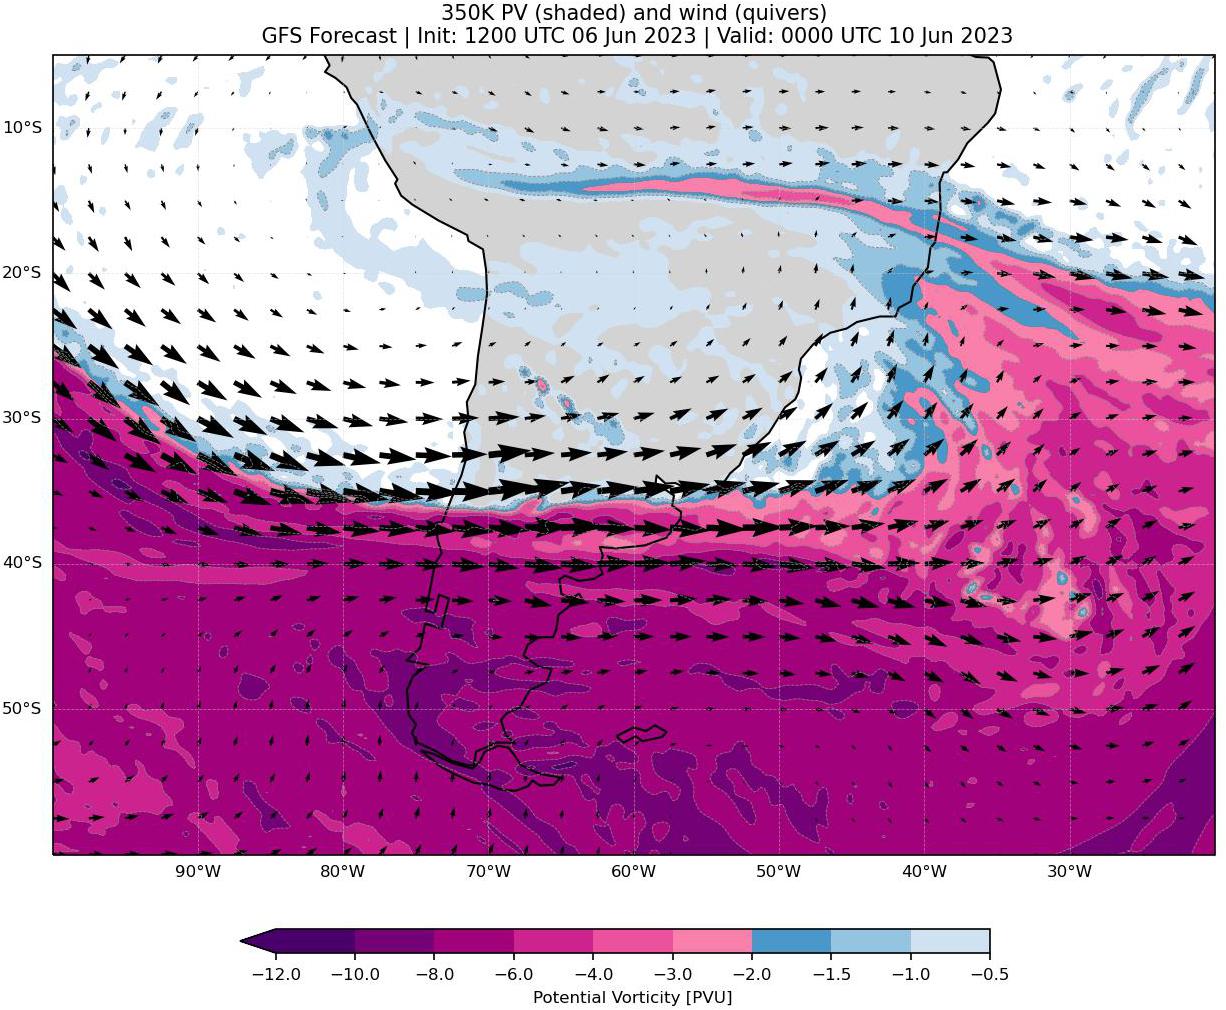 350K PV (shaded) and wind (quivers)
GFS Forecast | Init: 1200 UTC 06 Jun 2023 | Valid: 0000 UTC 10 Jun 2023
10°S
20°S
30°S
40°S
50°S
90°W 80°W 70°W 60°W 50°W 40°W 30°W
−12.0 −10.0 −8.0 −6.0 −4.0 −3.0 −2.0 −1.5 −1.0 −0.5
Potential Vorticity [PVU]